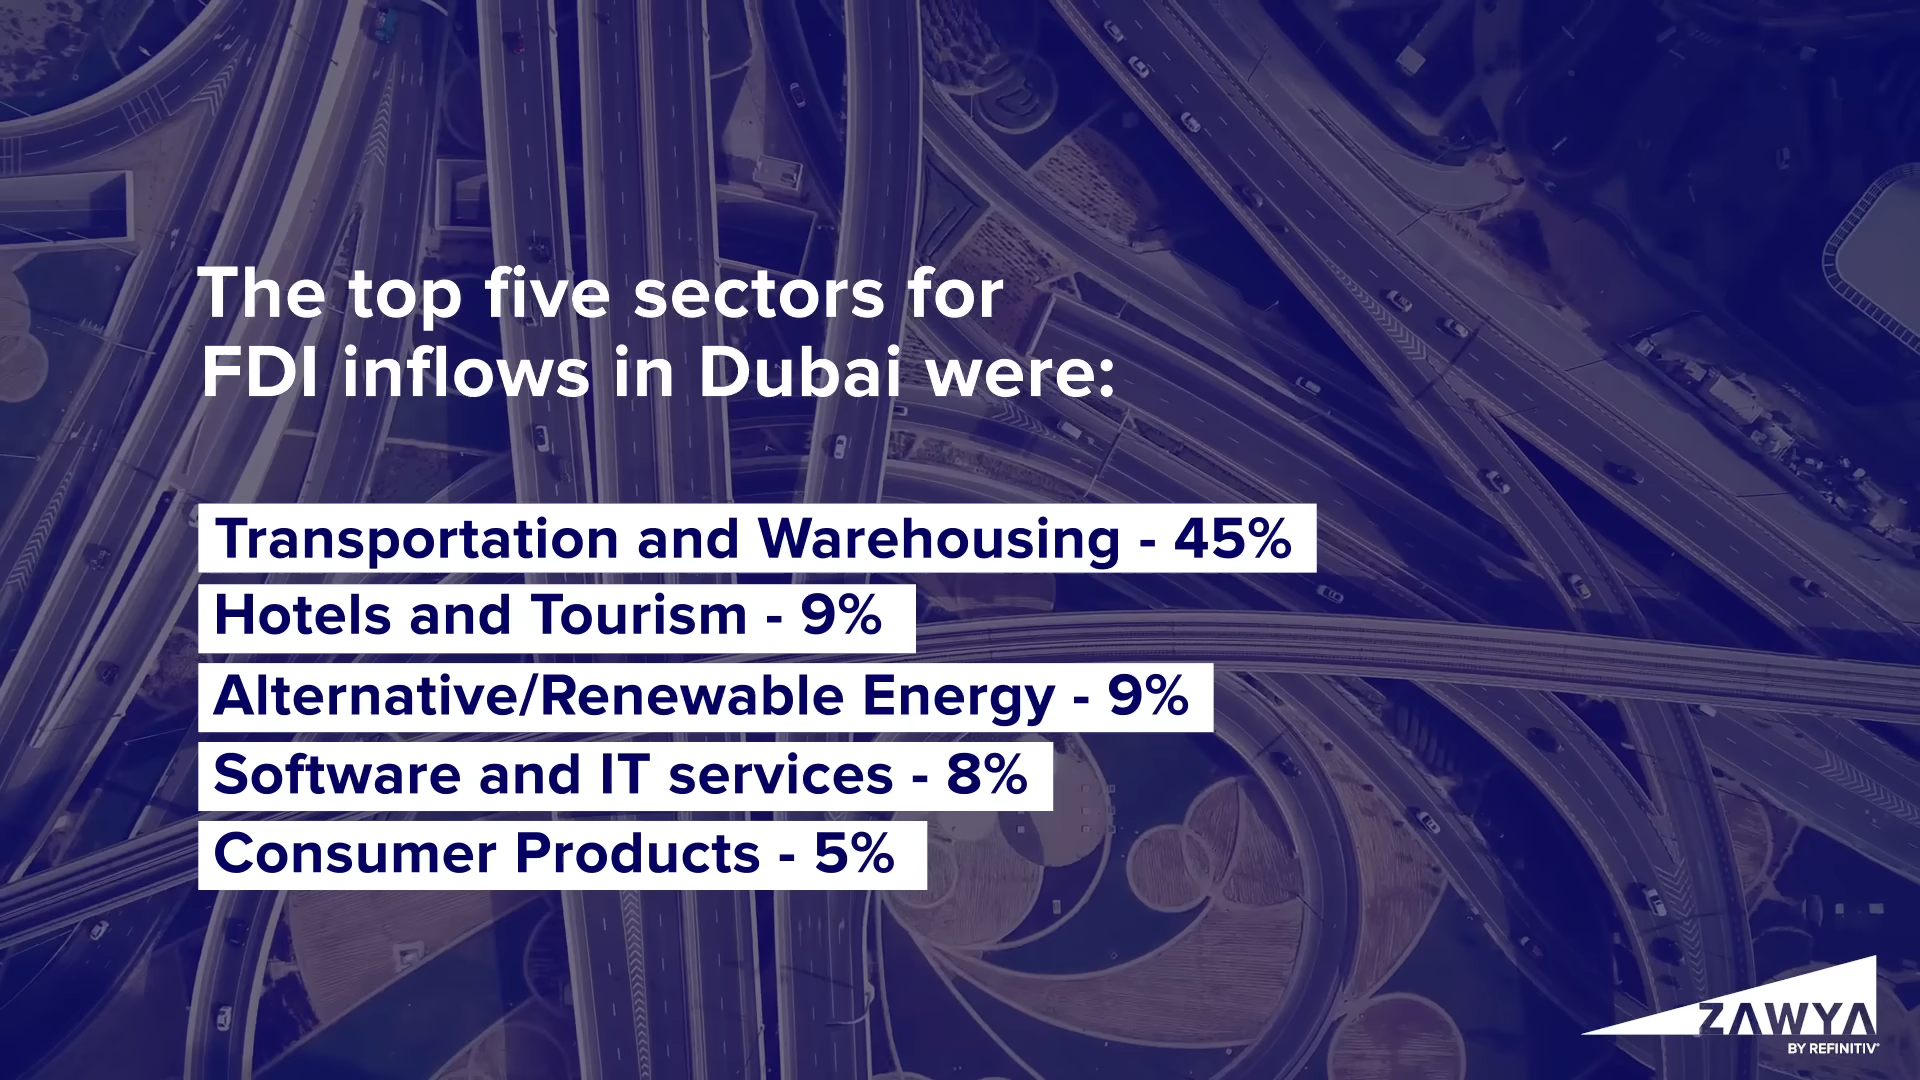 The top five sectors for
FDI inflows in Dubai were:
Transportation and Warehousing - 45%
Hotels and Tourism - 9%
Alternative/Renewable Energy - 9%
Software and IT services - 8%
Consumer Products - 5%
ZAWYA
BY REFINITIV